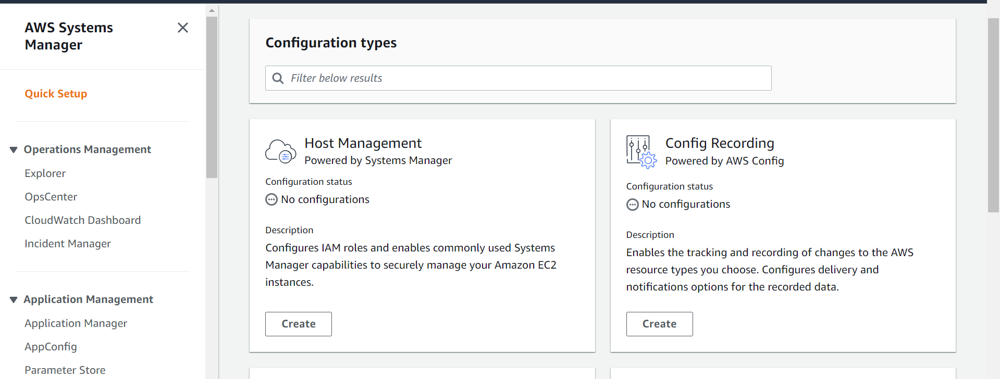 AWS Systems
Manager
Quick Setup
Operations Management
Explorer
OpsCenter
CloudWatch Dashboard
Incident Manager
Application Management
Application Manager
AppConfig
Parameter Store
Configuration types
Filter below results
Host Management
Powered by Systems Manager
Configuration status
No configurations
Description
Configures IAM roles and enables commonly used Systems
Manager capabilities to securely manage your Amazon EC2
instances.
Create
Config Recording
Powered by AWS Config
Configuration status
No configurations
Description
Enables the tracking and recording of changes to the AWS
resource types you choose. Configures delivery and
notifications options for the recorded data.
Create